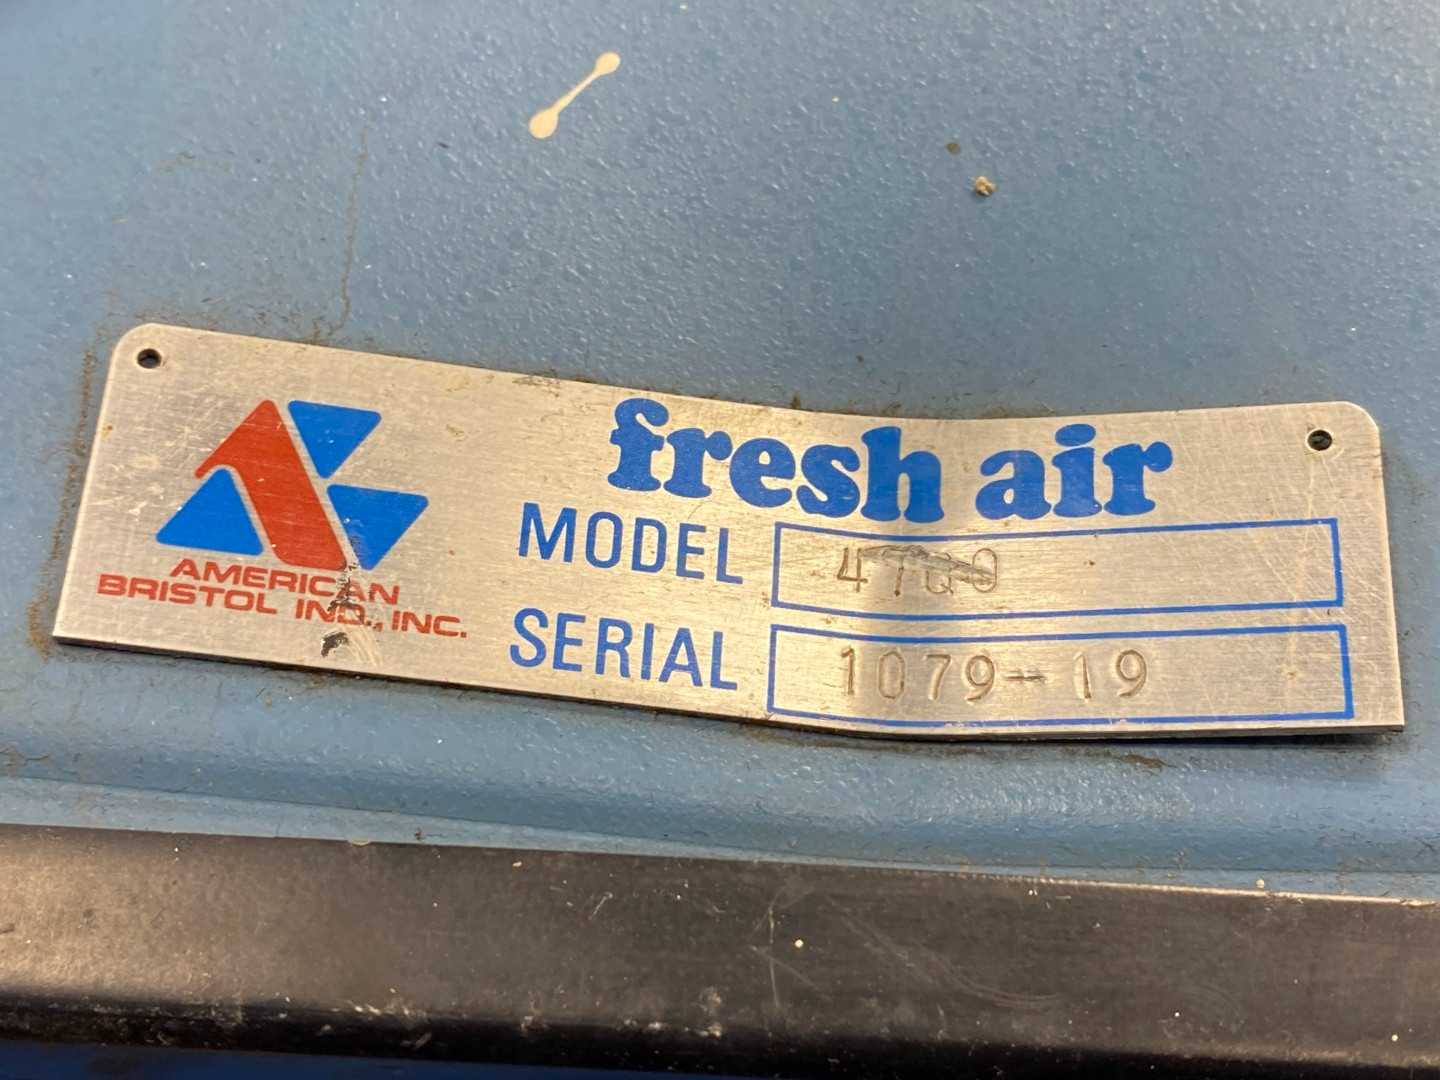 fresh air
MODEL
SERIAL 1079-19
AMERICAN
BRISTOL IND., INC.